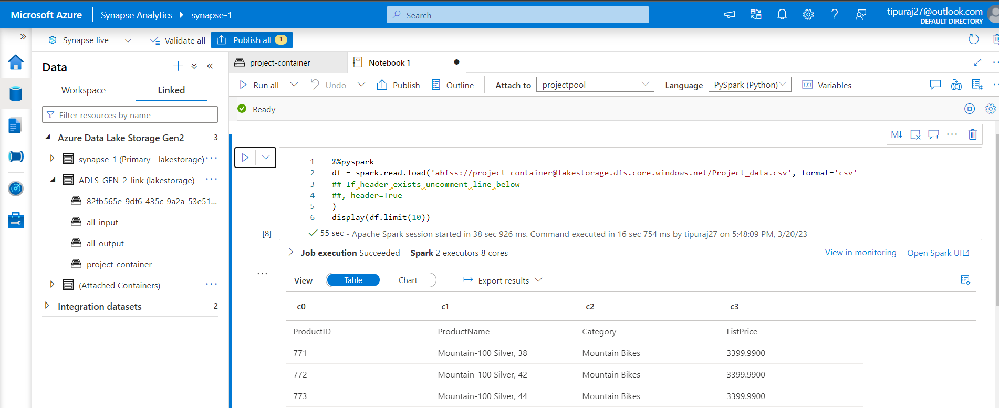 Microsoft Azure
Synapse Analytics
synapse-1
Search
tipuraj27@outlook.com
DEFAULT DIRECTORY
Synapse live
Validate all
Publish all
1
Data
Workspace
Linked
Filter resources by name
Azure Data Lake Storage Gen2
3
synapse-1 (Primary - lakestorage)
ADLS_GEN_2_link (lakestorage)
82fb565e-9df6-435c-9a2a-53e51...
all-input
all-output
project-container
(Attached Containers)
Integration datasets
2
project-container
Notebook 1
Run all
Undo
Publish
Outline
Attach to
projectpool
Language
PySpark (Python)
Variables
Ready
M↓
1 %%pyspark
2 df = spark.read.load('abfss://project-container@lakestorage.dfs.core.windows.net/Project_data.csv', format='csv'
3 ## If header exists uncomment line below
4 ##, header=True
5 )
6 display(df.limit(10))
[8]
55 sec - Apache Spark session started in 38 sec 926 ms. Command executed in 16 sec 754 ms by tipuraj27 on 5:48:09 PM, 3/20/23
Job execution Succeeded Spark 2 executors 8 cores
View in monitoring
Open Spark UI
View
Table
Chart
Export results
_c0 _c1 _c2 _c3
ProductID ProductName Category ListPrice
771 Mountain-100 Silver, 38 Mountain Bikes 3399.9900
772 Mountain-100 Silver, 42 Mountain Bikes 3399.9900
773 Mountain-100 Silver, 44 Mountain Bikes 3399.9900